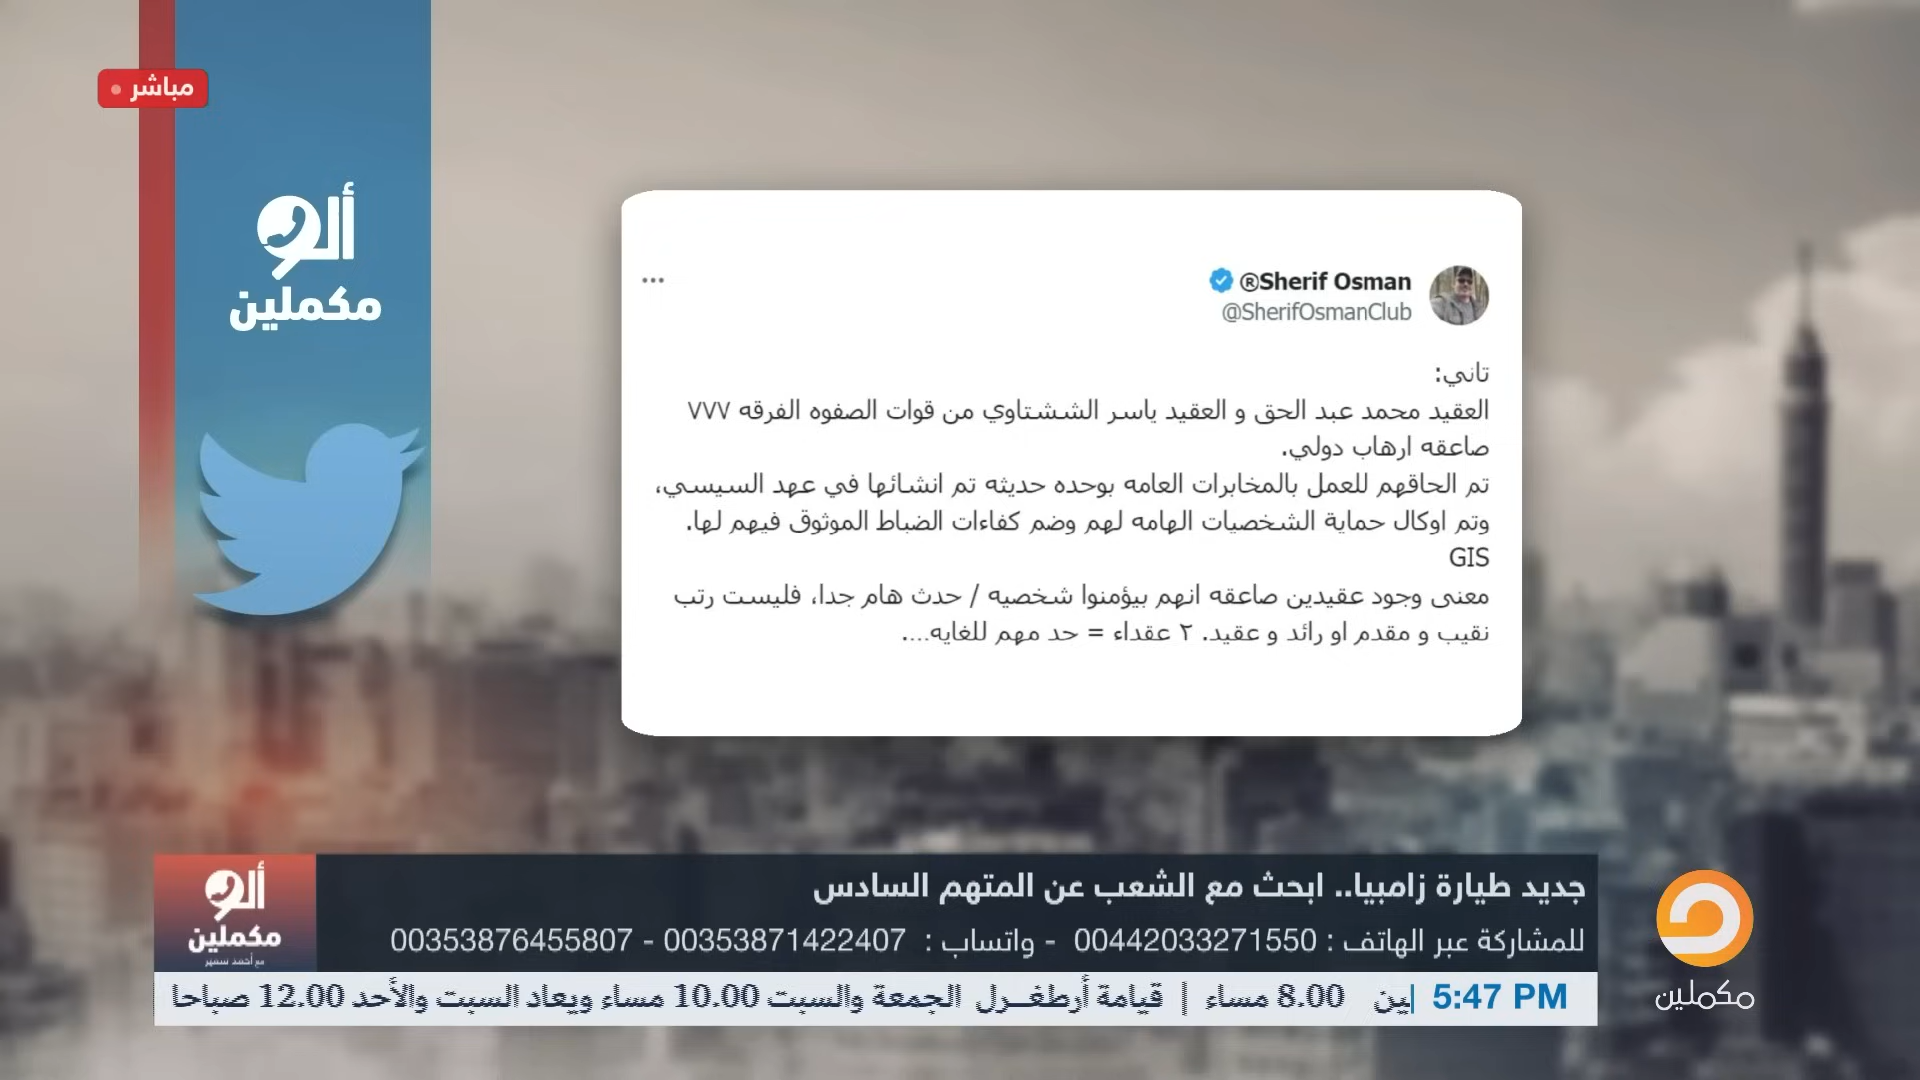 مباشر
ألو
مكملين
Sherif Osman®
@SherifOsmanClub
تاني:
العقيد محمد عبد الحق و العقيد ياسر الششتاوي من قوات الصفوه الفرقه ٧٧٧
صاعقه ارهاب دولي.
تم الحاقهم للعمل بالمخابرات العامه بوحده حديثه تم انشائها في عهد السيسي،
وتم اوكال حماية الشخصيات الهامه لهم وضم كفاءات الضباط الموثوق فيهم لها.
GIS
معنى وجود عقيدين صاعقه انهم بيؤمنوا شخصيه / حدث هام جدا، فليست رتب
نقيب و مقدم او رائد و عقيد. ٢ عقداء = حد مهم للغايه....
جديد طيارة زامبيا.. ابحث مع الشعب عن المتهم السادس
للمشاركة عبر الهاتف : 00442033271550 - واتساب : 00353871422407 - 00353876455807
ألو
مكملين
مع أحمد سمير
5:47 PM
ين 8.00 مساء | قيامة أرطغرل الجمعة والسبت 10.00 مساء ويعاد السبت والأحد 12.00 صباحا
مكملين